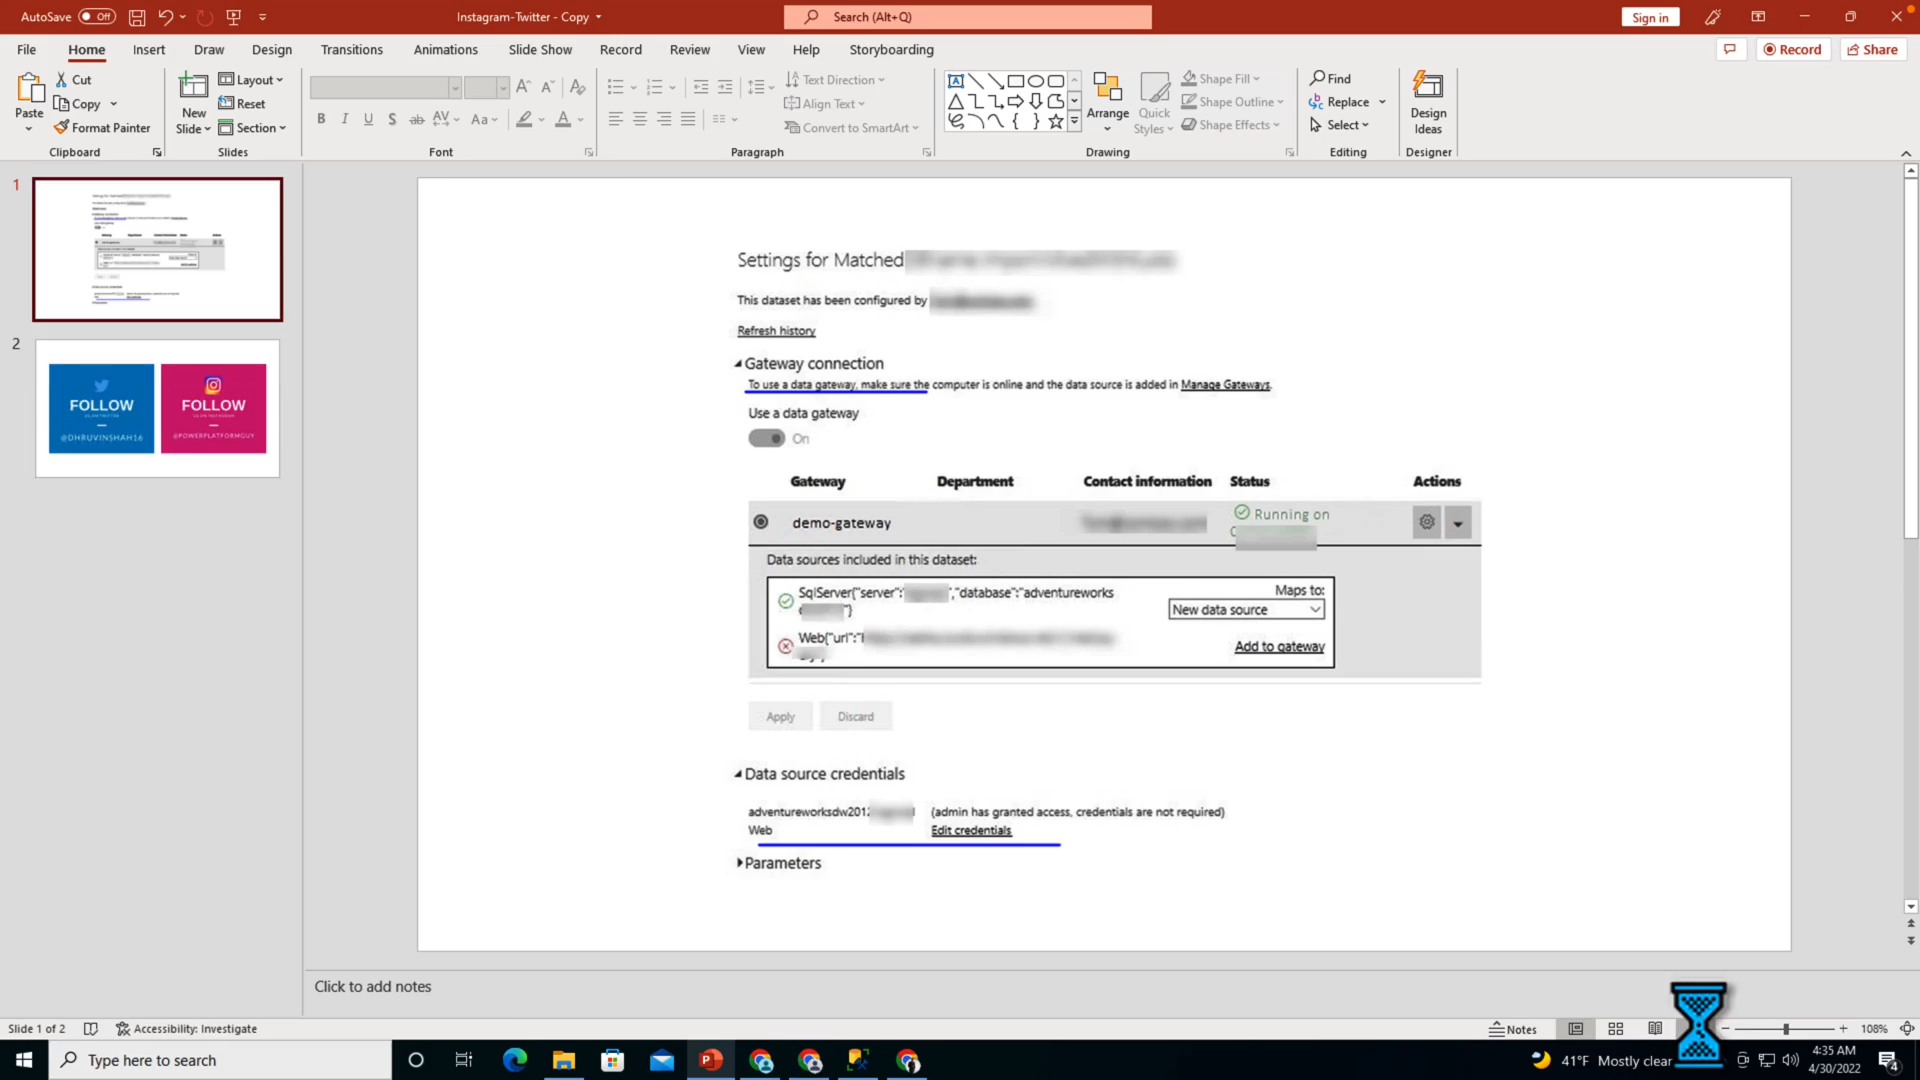 AutoSave Off Instagram-Twitter - Copy Search (Alt+Q) Sign in
File Home Insert Draw Design Transitions Animations Slide Show Record Review View Help Storyboarding Record Share
Paste
Cut
Copy
Format Painter
Clipboard
New
Slide
Layout
Reset
Section
Slides
B I U S ab AV Aa A
Font
Text Direction
Align Text
Convert to SmartArt
Paragraph
Arrange
Quick
Styles
Shape Fill
Shape Outline
Shape Effects
Drawing
Find
Replace
Select
Editing
Design
Ideas
Designer
1
2
FOLLOW
@DHRUVINSHAH16
FOLLOW
@POWERPLATFORMGUY
Settings for Matched
This dataset has been configured by
Refresh history
Gateway connection
To use a data gateway, make sure the computer is online and the data source is added in Manage Gateways.
Use a data gateway
On
Gateway Department Contact information Status Actions
demo-gateway Running on
Data sources included in this dataset:
SqlServer{"server":" ","database":"adventureworks
"}
Maps to:
New data source
Web{"url":"
Add to gateway
Apply Discard
Data source credentials
adventureworksdw201 (admin has granted access, credentials are not required)
Web Edit credentials
Parameters
Click to add notes
Slide 1 of 2 Accessibility: Investigate Notes 108%
Type here to search 41°F Mostly clear 4:35 AM
4/30/2022
4